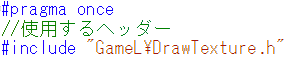 #pragma once
//使用するヘッダー
#include "GameL¥DrawTexture.h"